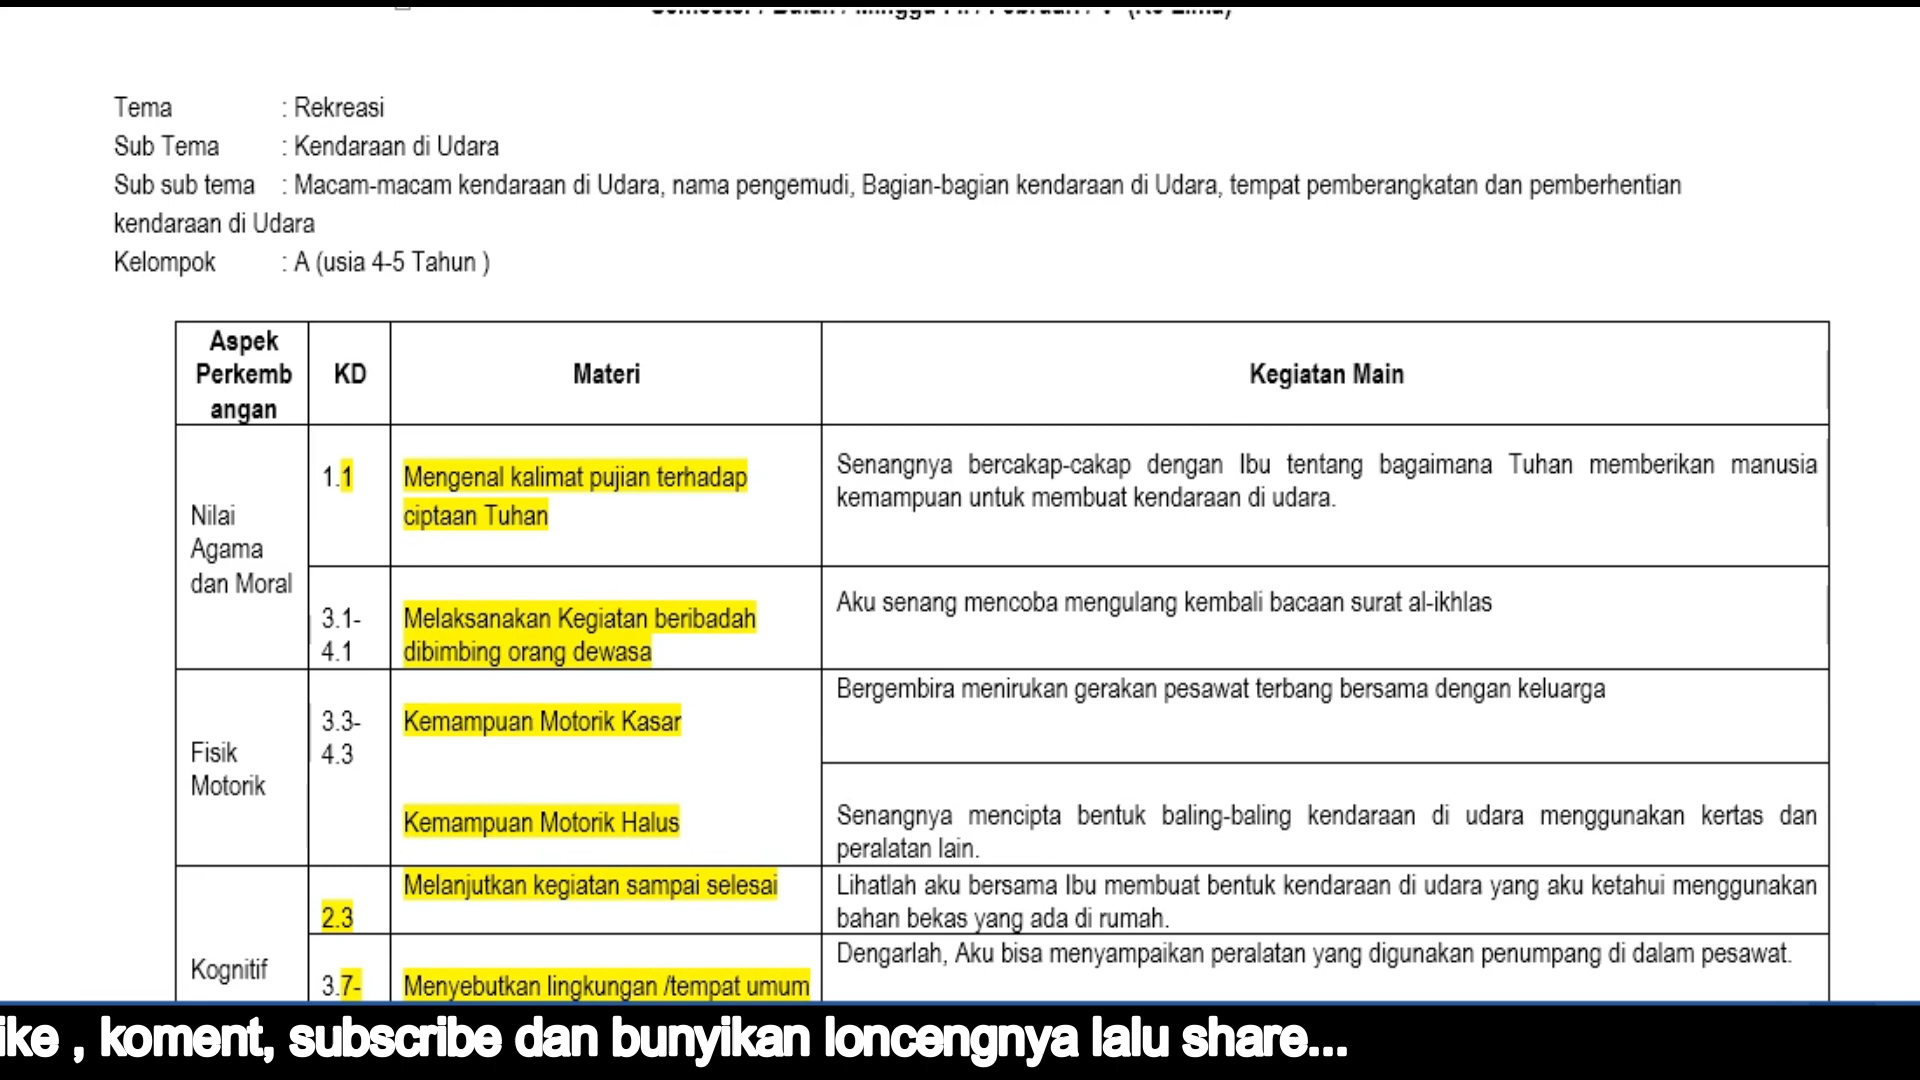 Tema : Rekreasi
Sub Tema : Kendaraan di Udara
Sub sub tema : Macam-macam kendaraan di Udara, nama pengemudi, Bagian-bagian kendaraan di Udara, tempat pemberangkatan dan pemberhentian
kendaraan di Udara
Kelompok : A (usia 4-5 Tahun )
Aspek
Perkemb
angan
KD
Materi
Kegiatan Main
Nilai
Agama
dan Moral
1.1
Mengenal kalimat pujian terhadap
ciptaan Tuhan
Senangnya bercakap-cakap dengan Ibu tentang bagaimana Tuhan memberikan manusia
kemampuan untuk membuat kendaraan di udara.
3.1-
4.1
Melaksanakan Kegiatan beribadah
dibimbing orang dewasa
Aku senang mencoba mengulang kembali bacaan surat al-ikhlas
Fisik
Motorik
3.3-
4.3
Kemampuan Motorik Kasar
Bergembira menirukan gerakan pesawat terbang bersama dengan keluarga
Kemampuan Motorik Halus
Senangnya mencipta bentuk baling-baling kendaraan di udara menggunakan kertas dan
peralatan lain.
Kognitif
2.3
Melanjutkan kegiatan sampai selesai
Lihatlah aku bersama Ibu membuat bentuk kendaraan di udara yang aku ketahui menggunakan
bahan bekas yang ada di rumah.
3.7-
Menyebutkan lingkungan /tempat umum
Dengarlah, Aku bisa menyampaikan peralatan yang digunakan penumpang di dalam pesawat.
ike , koment, subscribe dan bunyikan loncengnya lalu share...